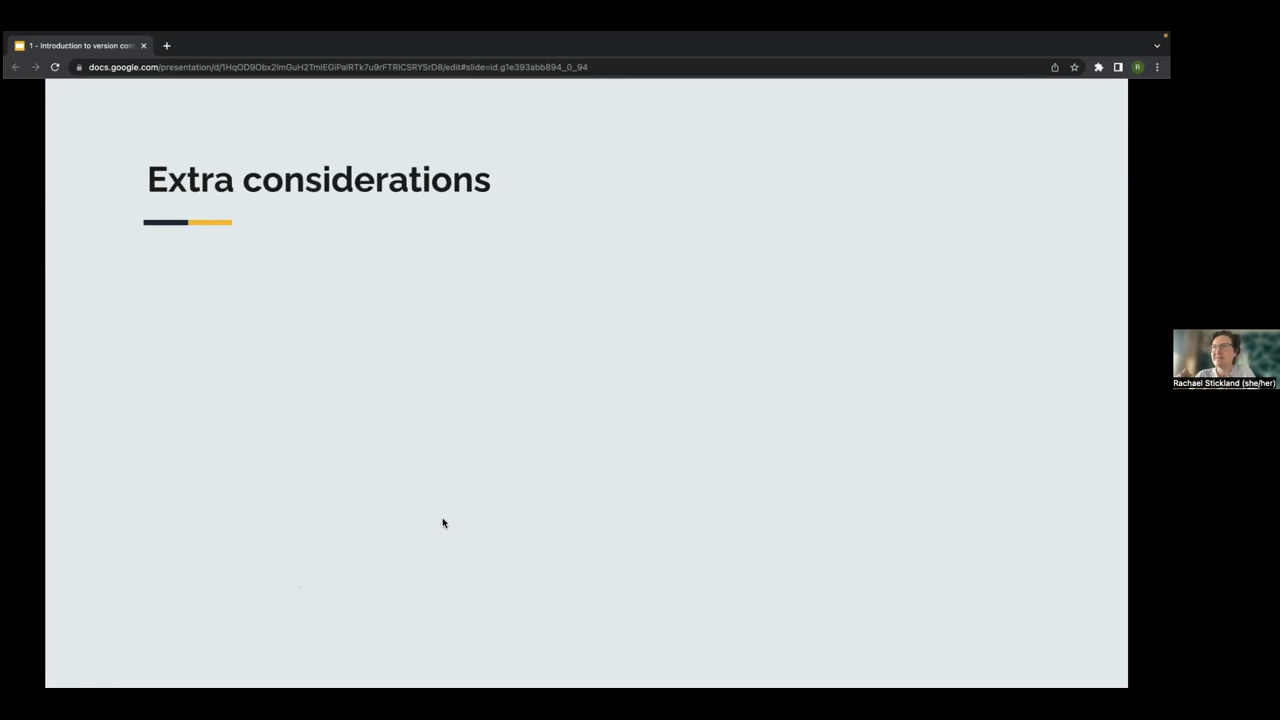 1 - Introduction to version con
docs.google.com/presentation/d/1HqOD9Obx2lmGuH2TmIEGiPalRTk7u9rFTRlCSRYSrD8/edit#slide=id.g1e393abb894_0_94
R
Extra considerations
Rachael Stickland (she/her)